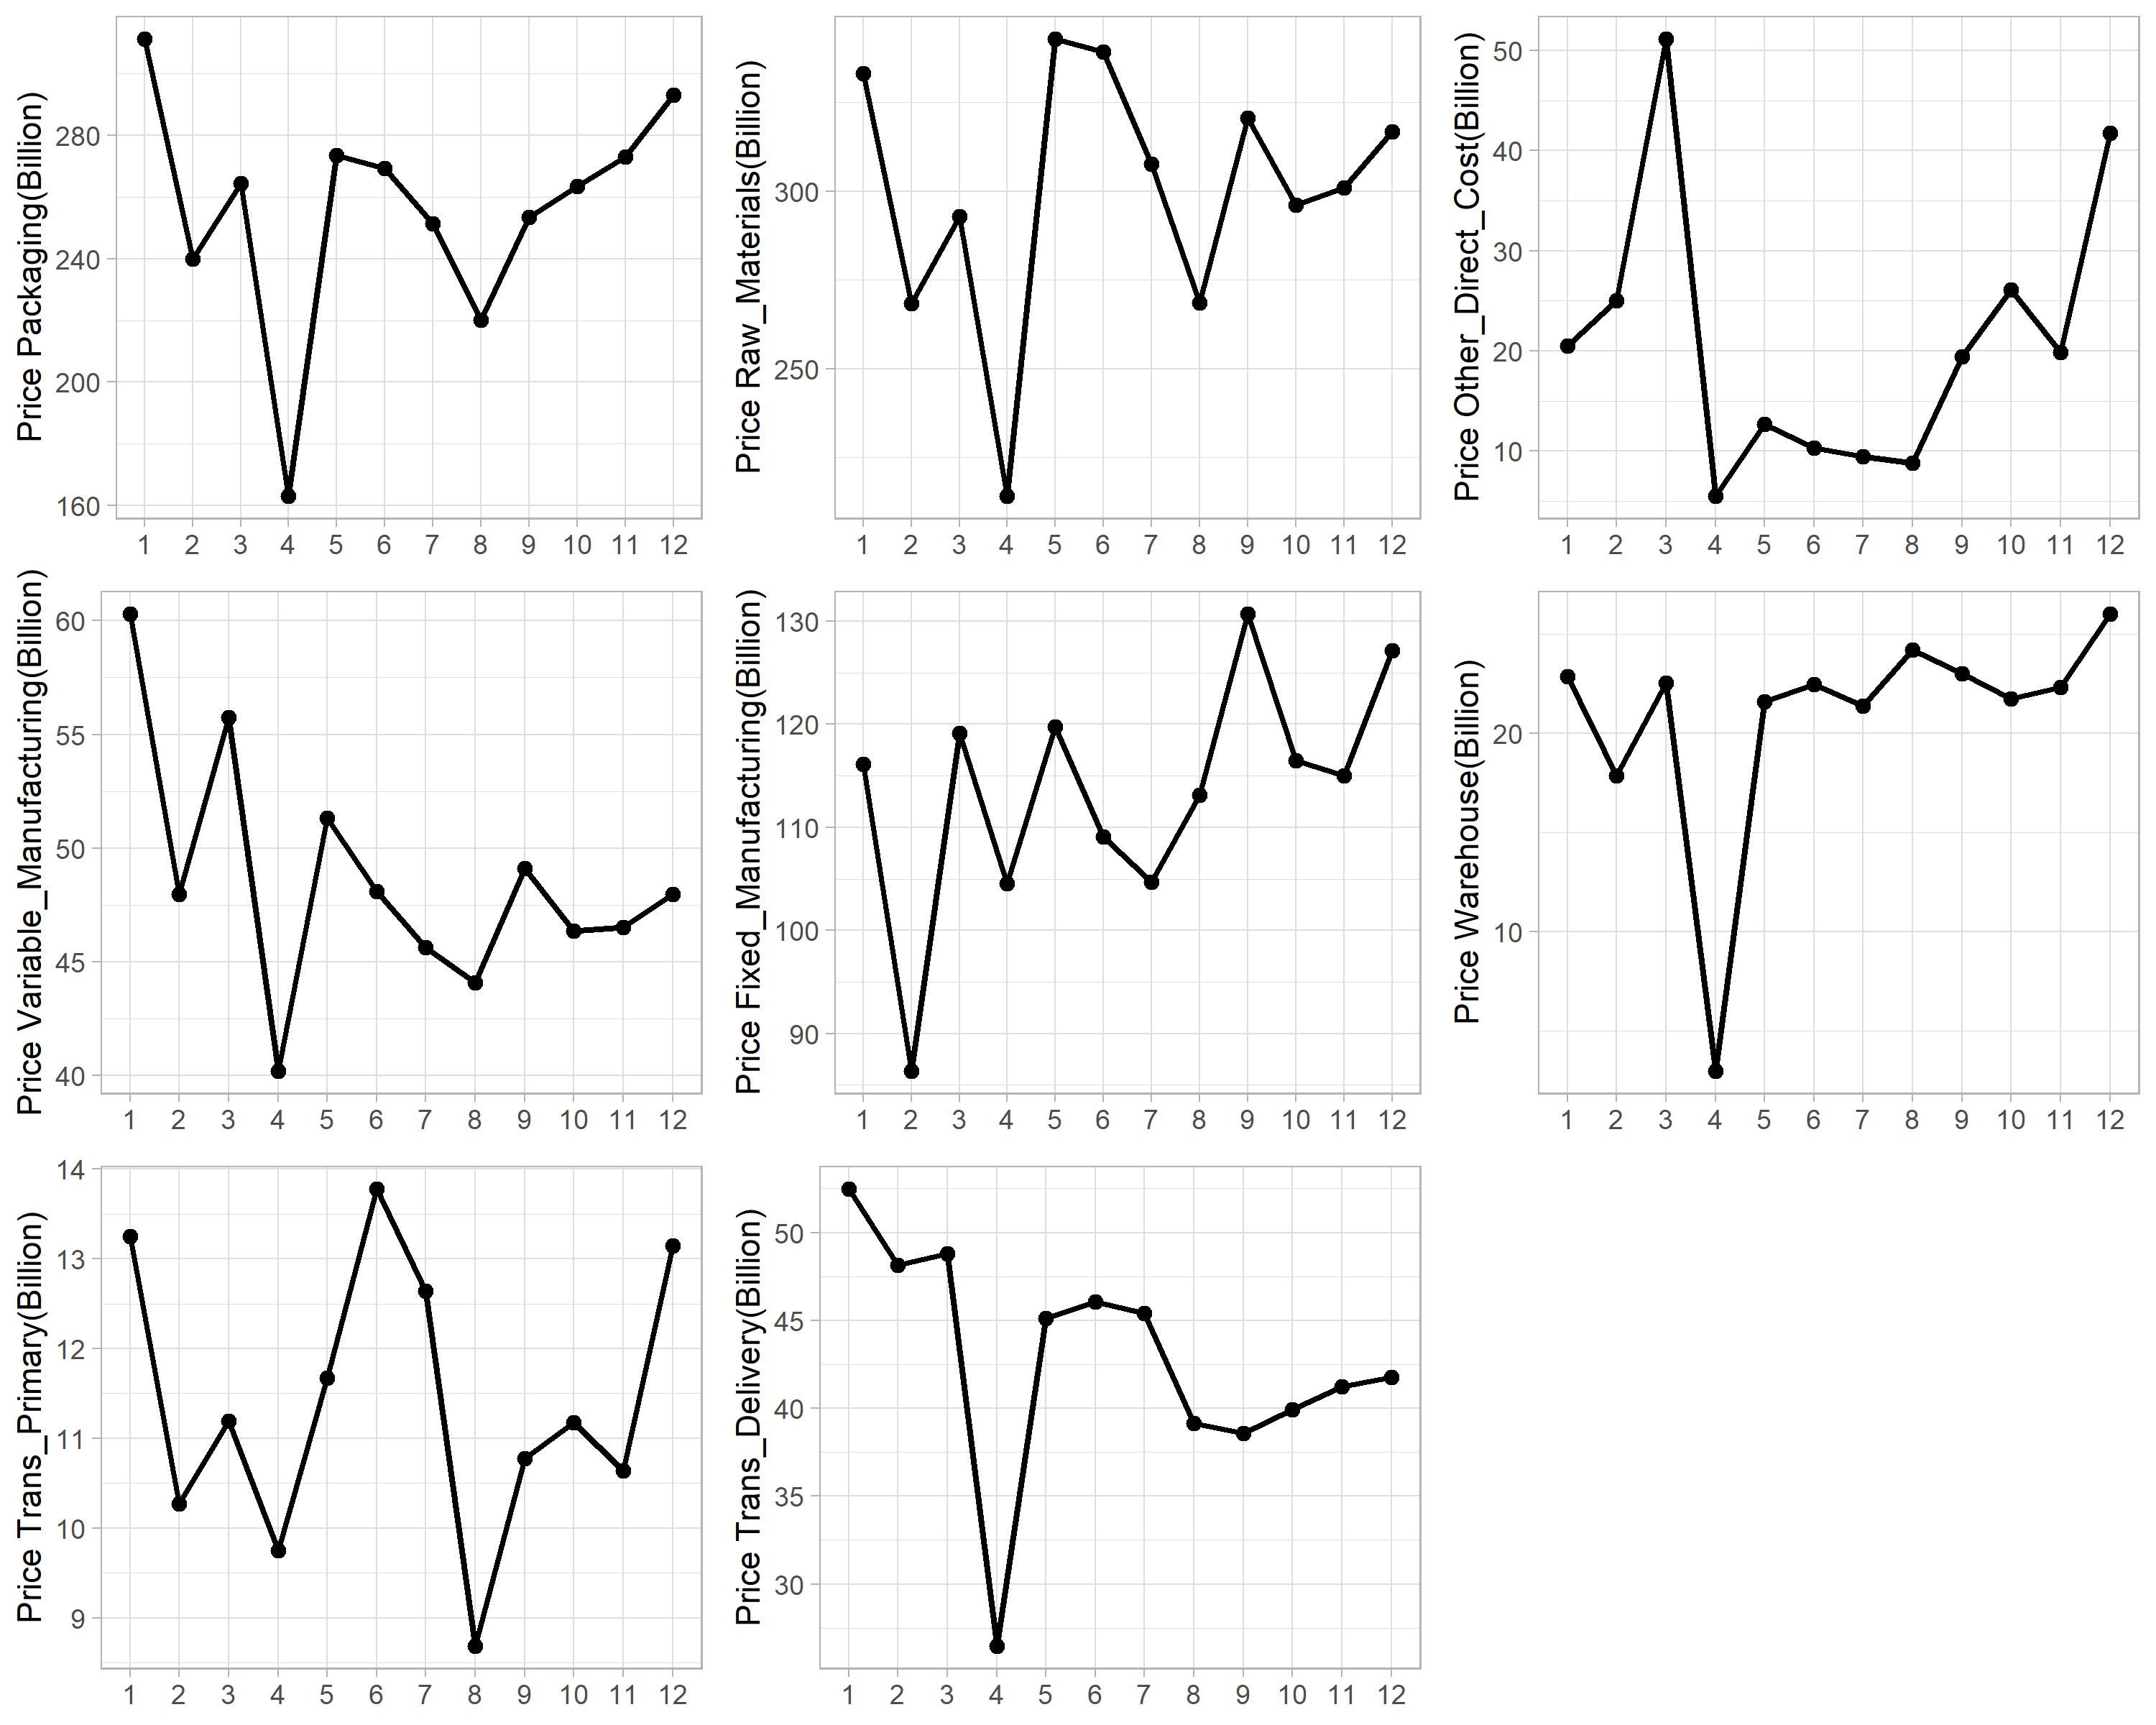 Price Packaging(Billion)
280
240
200
160
1 2 3 4 5 6 7 8 9 10 11 12
Price Raw_Materials(Billion)
300
250
1 2 3 4 5 6 7 8 9 10 11 12
Price Other_Direct_Cost(Billion)
50
40
30
20
10
1 2 3 4 5 6 7 8 9 10 11 12
Price Variable_Manufacturing(Billion)
60
55
50
45
40
1 2 3 4 5 6 7 8 9 10 11 12
Price Fixed_Manufacturing(Billion)
130
120
110
100
90
1 2 3 4 5 6 7 8 9 10 11 12
Price Warehouse(Billion)
20
10
1 2 3 4 5 6 7 8 9 10 11 12
Price Trans_Primary(Billion)
14
13
12
11
10
9
1 2 3 4 5 6 7 8 9 10 11 12
Price Trans_Delivery(Billion)
50
45
40
35
30
1 2 3 4 5 6 7 8 9 10 11 12